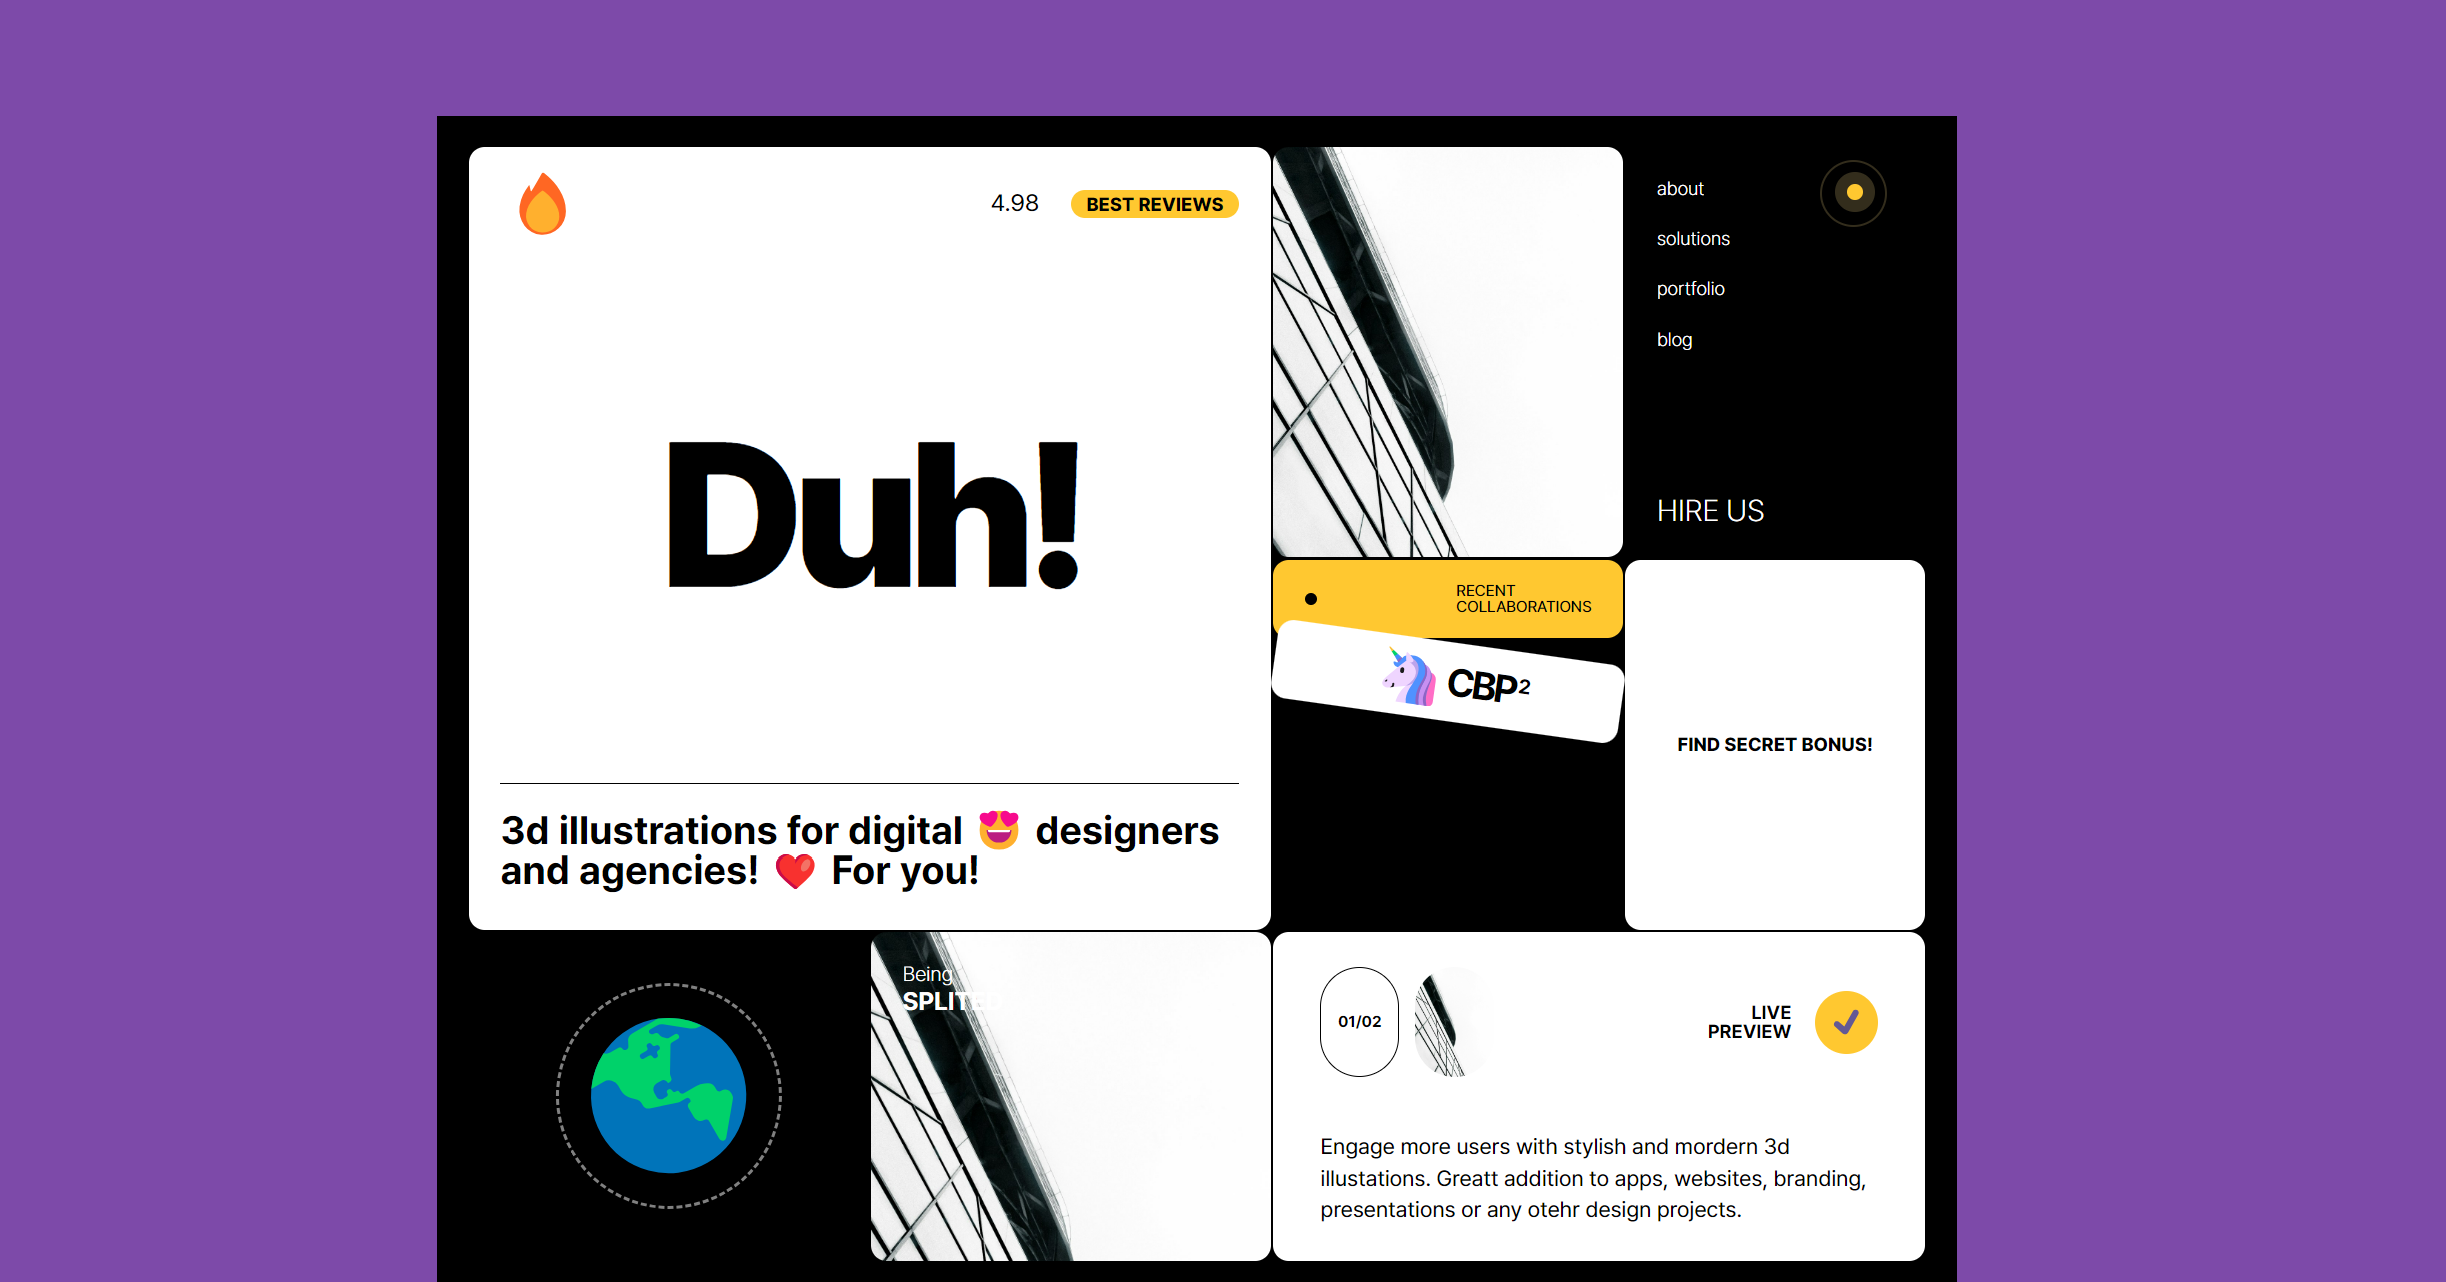 4.98
BEST REVIEWS
Duh!
3d illustrations for digital 😍 designers
and agencies! ❤️ For you!
about
solutions
portfolio
blog
HIRE US
RECENT
COLLABORATIONS
🦄 CBP2
FIND SECRET BONUS!
Being
SPLITED
01/02
LIVE
PREVIEW
Engage more users with stylish and mordern 3d
illustations. Greatt addition to apps, websites, branding,
presentations or any otehr design projects.